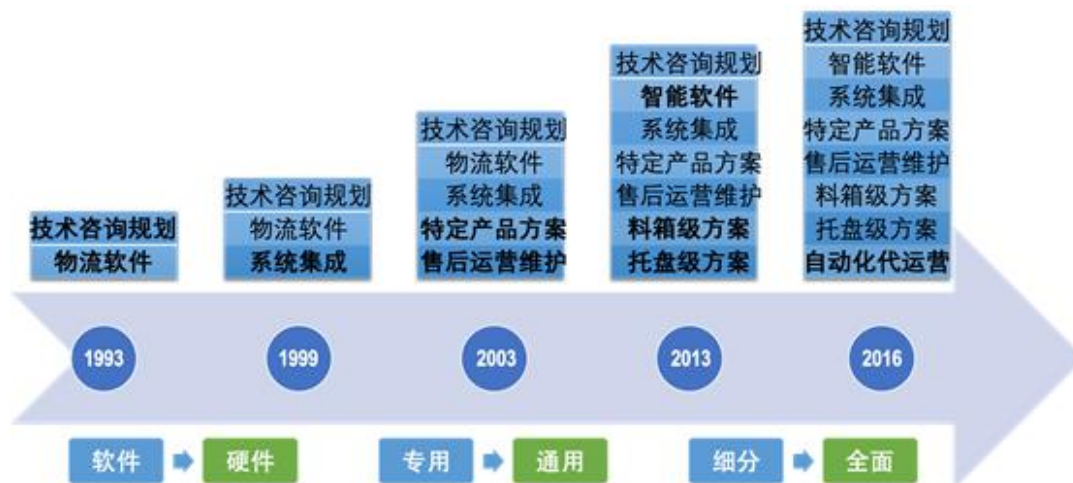 技术咨询规划
物流软件
技术咨询规划
物流软件
系统集成
技术咨询规划
物流软件
系统集成
特定产品方案
售后运营维护
技术咨询规划
智能软件
系统集成
特定产品方案
售后运营维护
料箱级方案
托盘级方案
技术咨询规划
智能软件
系统集成
特定产品方案
售后运营维护
料箱级方案
托盘级方案
自动化代运营
1993
1999
2003
2013
2016
软件
硬件
专用
通用
细分
全面